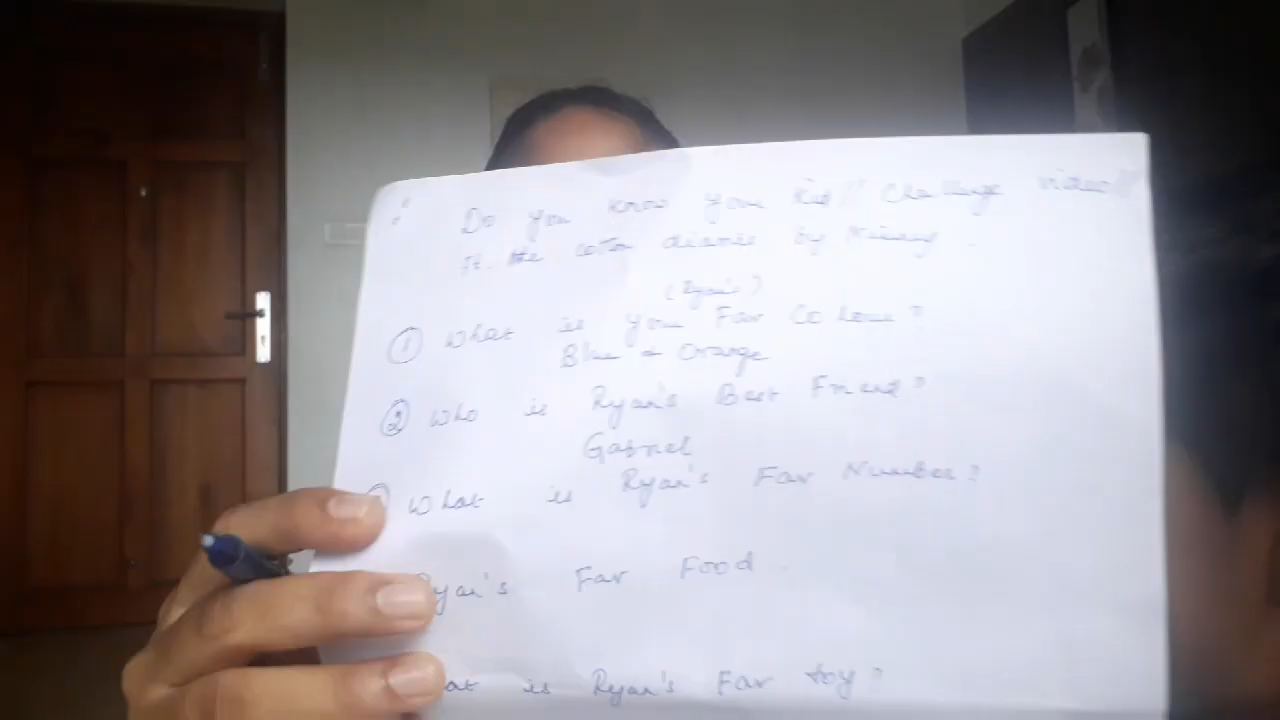 Do you know your kid // challenge video
ft. the cotton diaries by
(Ryan's)
① What is your Fav Colour?
Blue & Orange
② Who is Ryan's Best Friend?
Gabriel
What is Ryan's Fav Number?
Ryan's Fav Food
at is Ryan's Fav toy?